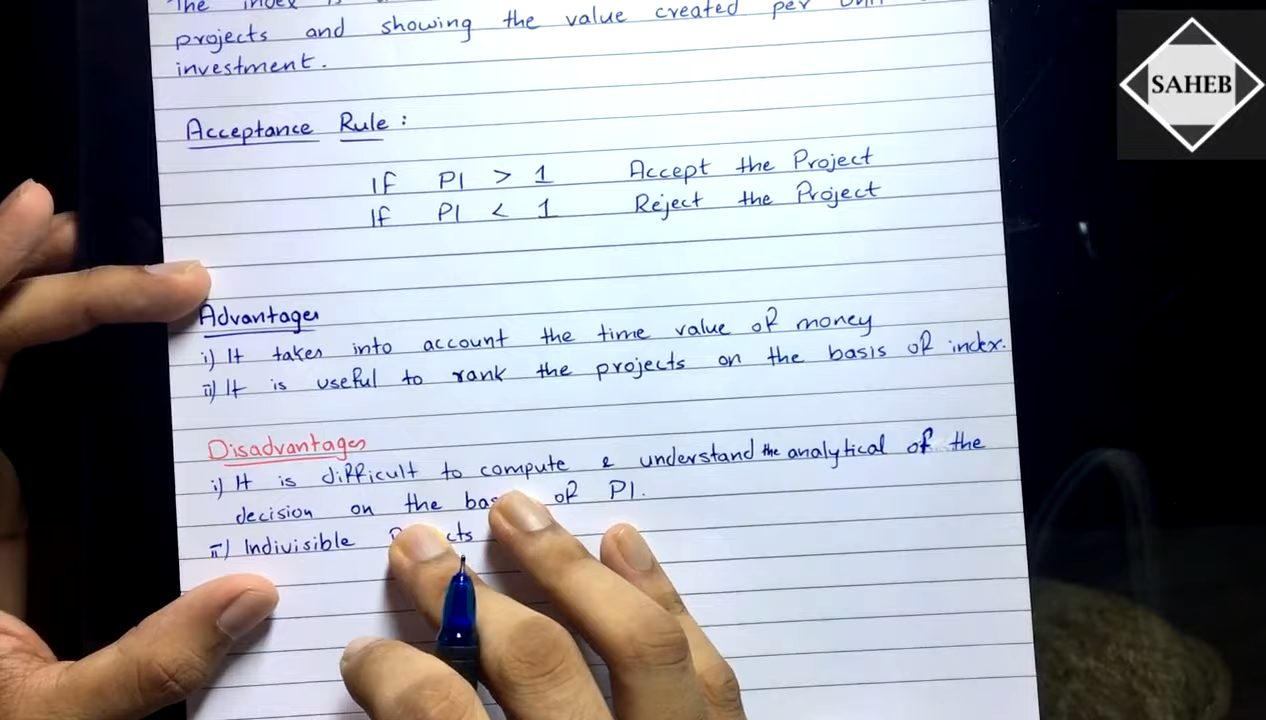 The index is
projects and showing the value created per
investment.
Acceptance Rule :
If PI > 1 Accept the Project
If PI < 1 Reject the Project
Advantages
i) It takes into account the time value of money
ii) It is useful to rank the projects on the basis of index.
Disadvantages
i) It is difficult to compute & understand the analytical of the
decision on the of PI.
ii) Indivisible
SAHEB